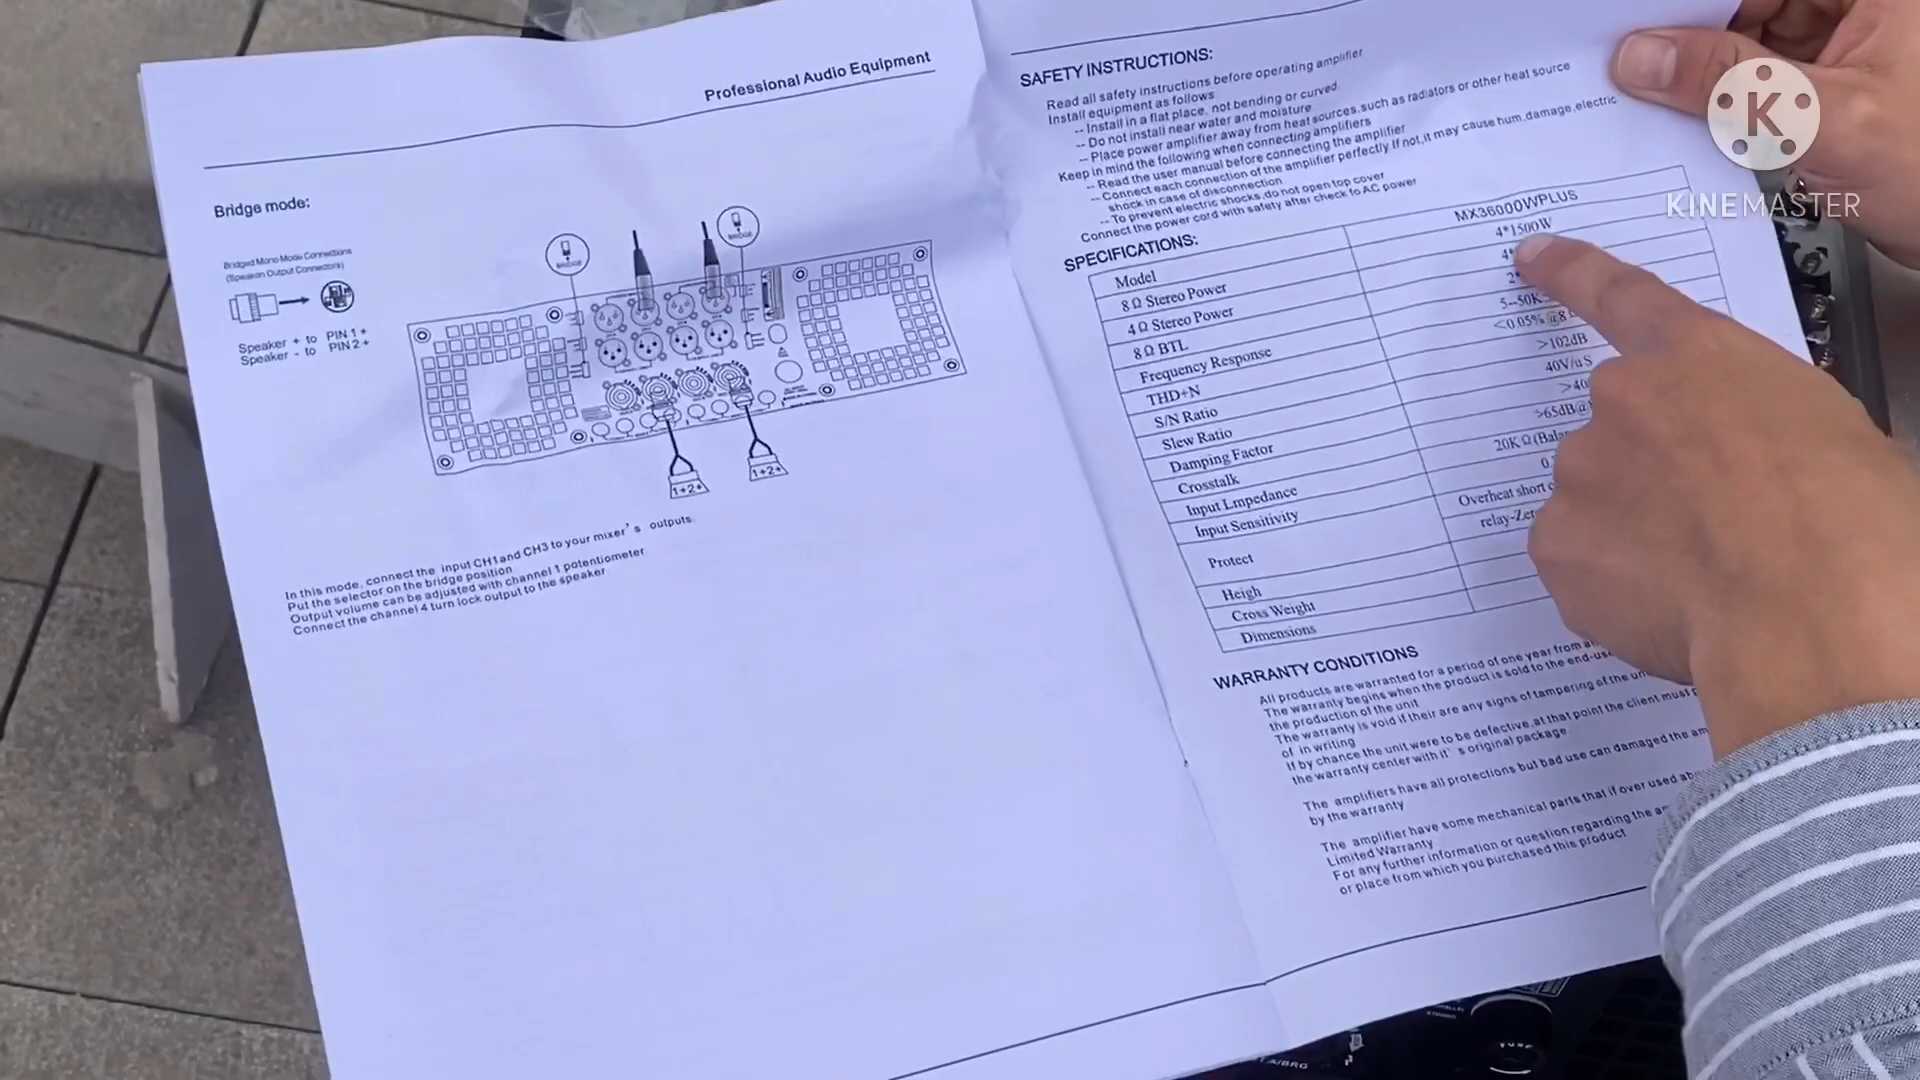 Professional Audio Equipment
Bridge mode:
Bridged Mono Mode Connections
(Speakon Output Connectors)
Speaker + to PIN 1 +
Speaker - to PIN 2 +
BRIDGE
BRIDGE
1+2+
1+2+
In this mode, connect the input CH1and CH3 to your mixer's outputs
Put the selector on the bridge position
Output volume can be adjusted with channel 1 potentiometer
Connect the channel 4 turn lock output to the speaker
SAFETY INSTRUCTIONS:
Read all safety instructions before operating amplifier
Install equipment as follows
-- Install in a flat place, not bending or curved
-- Do not install near water and moisture
-- Place power amplifier away from heat sources,such as radiators or other heat source
Keep in mind the following when connecting amplifiers
-- Read the user manual before connecting the amplifier
-- Connect each connection of the amplifier perfectly If not,it may cause hum,damage,electric
shock in case of disconnection
-- To prevent electric shocks,do not open top cover
Connect the power cord with safety after check to AC power
SPECIFICATIONS:
Model MX36000WPLUS
8Ω Stereo Power 4*1500W
4Ω Stereo Power 4*
8Ω BTL 2*
Frequency Response 5--50K
THD+N <0.05%@8
S/N Ratio >102dB
Slew Ratio 40V/uS
Damping Factor >40
Crosstalk >65dB@
Input Lmpedance 20KΩ(Balan
Input Sensitivity 0.
Protect Overheat short c
relay-Zer
Heigh
Cross Weight
Dimensions
WARRANTY CONDITIONS
All products are warranted for a period of one year from
The warranty begins when the product is sold to the end-use
the production of the unit
The warranty is void if their are any signs of tampering of the un
of in writing
If by chance the unit were to be defective,at that point the client must
the warranty center with it's original package
The amplifiers have all protections but bad use can damaged the am
by the warranty
The amplifier have some mechanical parts that if over used
Limited Warranty
For any further information or question regarding the
or place from which you purchased this product
K
KINEMASTER